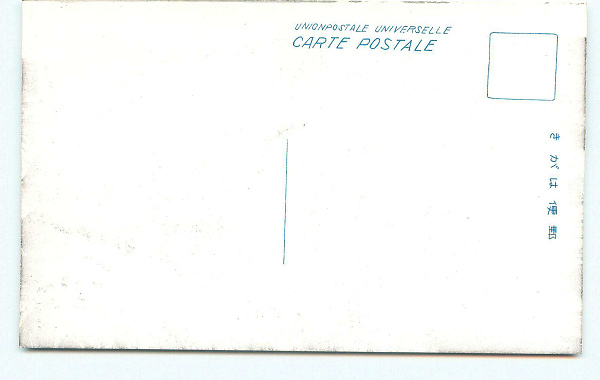 UNIONPOSTALE UNIVERSELLE
CARTE POSTALE
きがは便郵